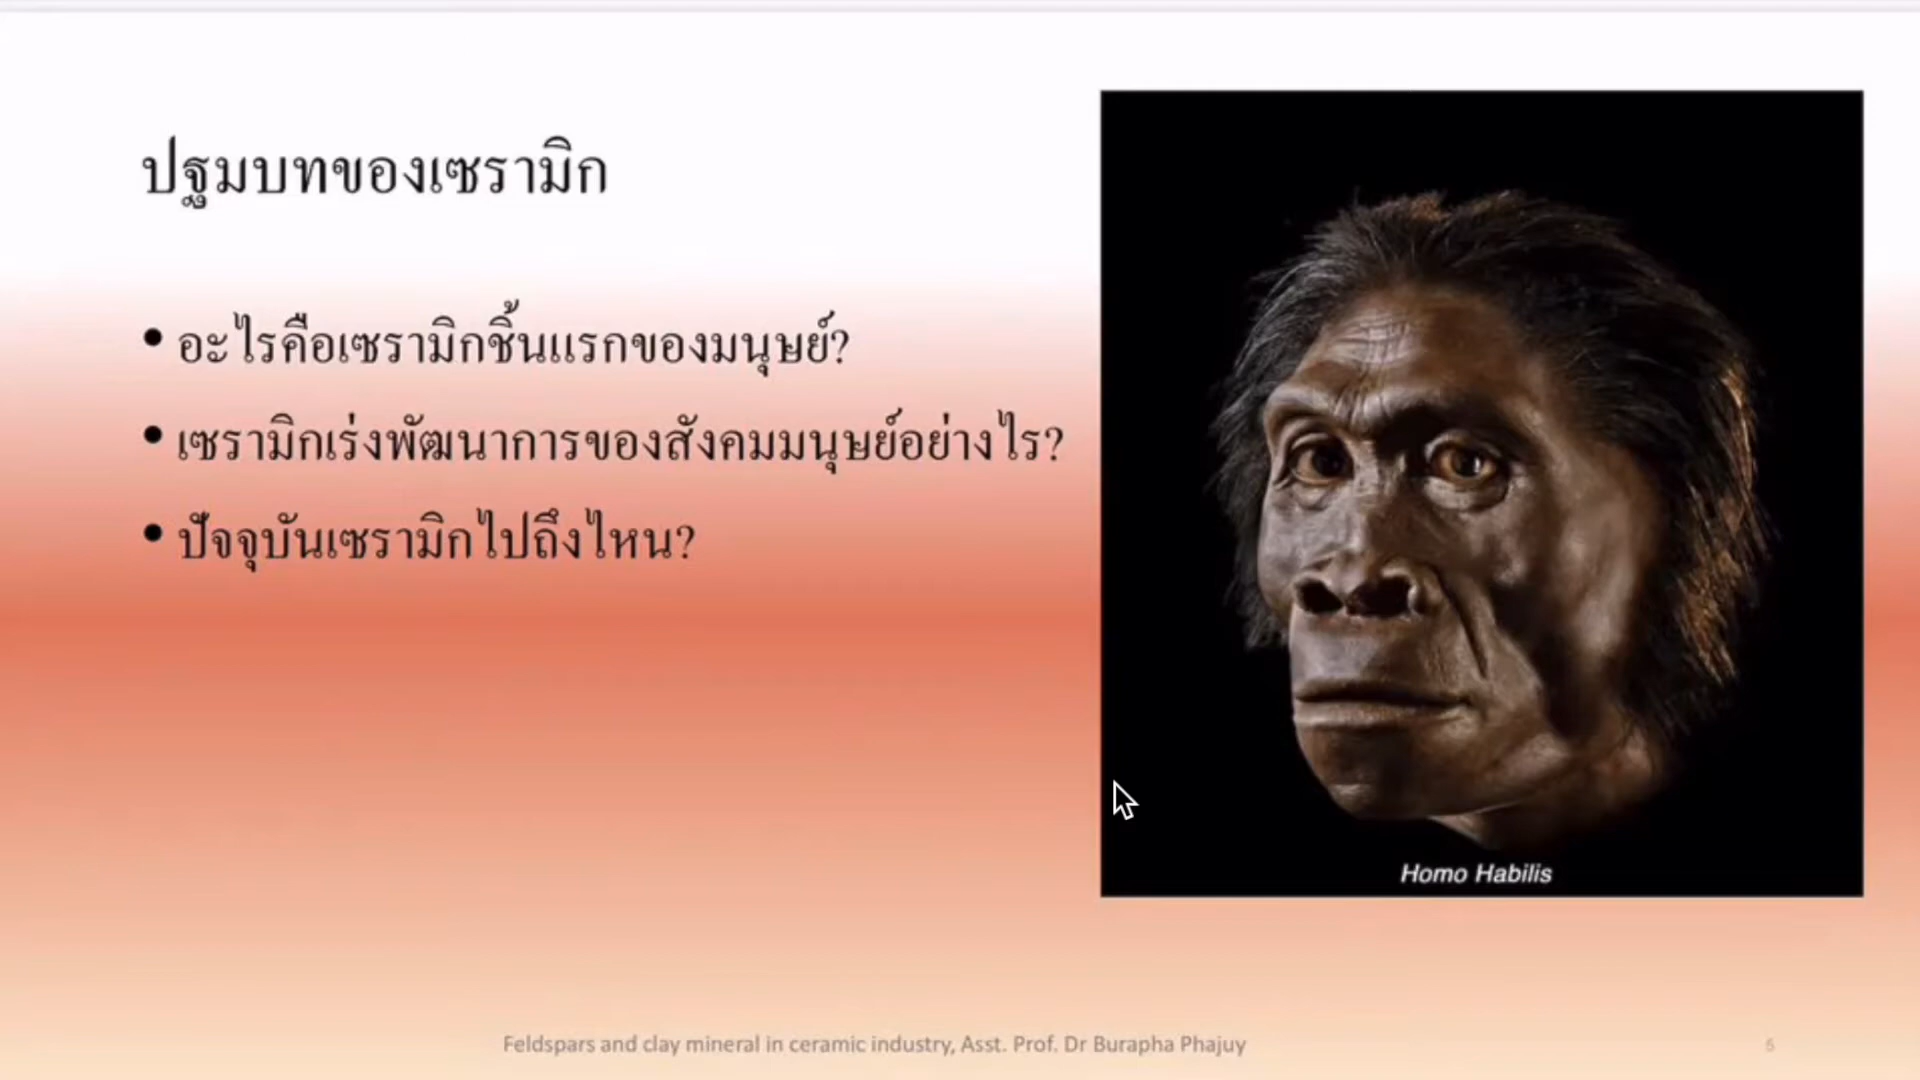 ปฐมบทของเซรามิก
• อะไรคือเซรามิกชิ้นแรกของมนุษย์?
• เซรามิกเร่งพัฒนาการของสังคมมนุษย์อย่างไร?
• ปัจจุบันเซรามิกไปถึงไหน?
Homo Habilis
Feldspars and clay mineral in ceramic industry, Asst. Prof. Dr Burapha Phajuy